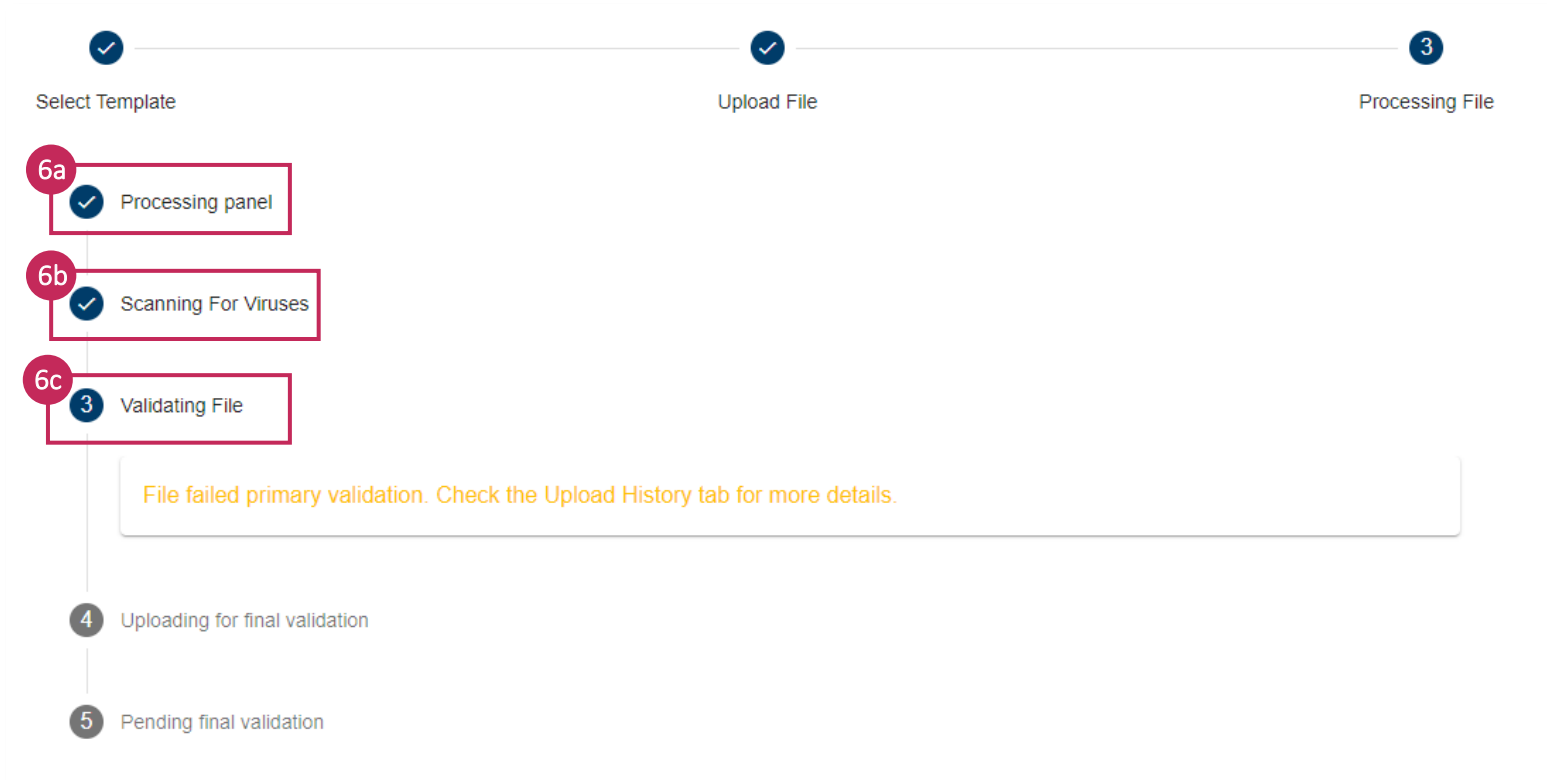 3
Select Template
Upload File
Processing File
6a
Processing panel
6b
Scanning For Viruses
6c
3 Validating File
File failed primary validation. Check the Upload History tab for more details.
4 Uploading for final validation
5 Pending final validation